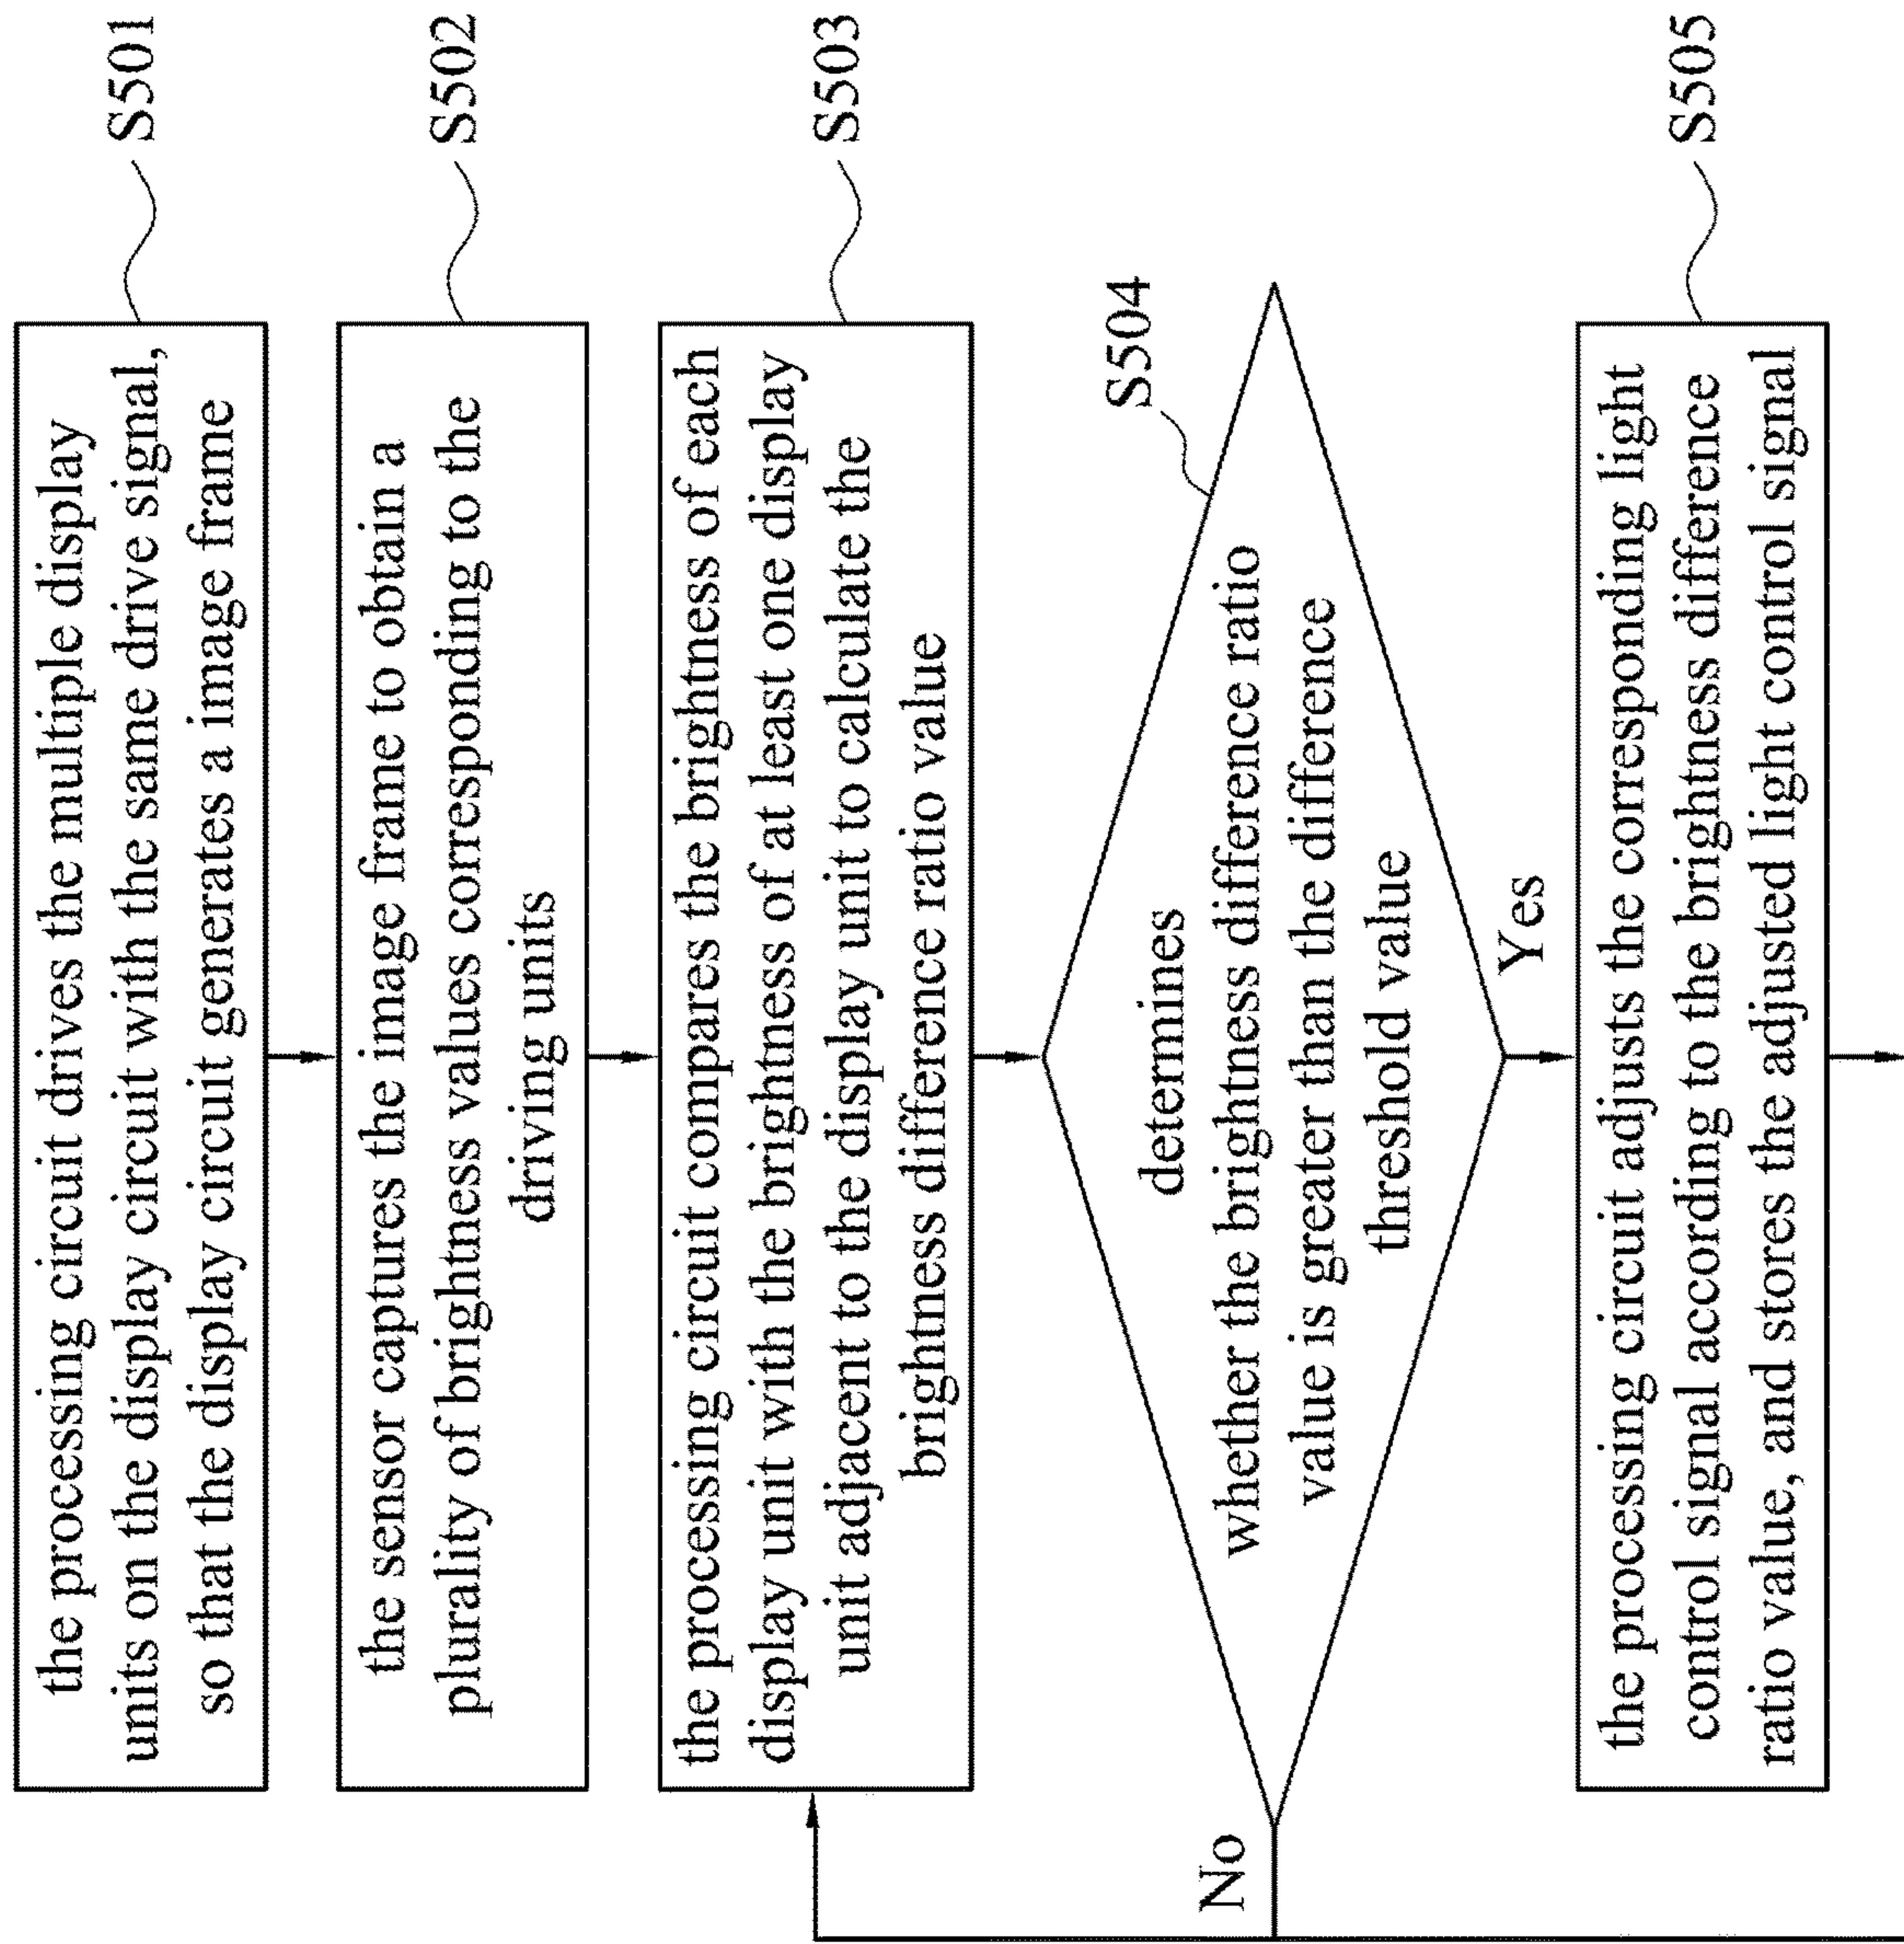 the processing circuit drives the multiple display
units on the display circuit with the same drive signal,
so that the display circuit generates a image frame
S501
the sensor captures the image frame to obtain a
plurality of brightness values corresponding to the
driving units
S502
the processing circuit compares the brightness of each
display unit with the brightness of at least one display
unit adjacent to the display unit to calculate the
brightness difference ratio value
S503
S504
determines
whether the brightness difference ratio
value is greater than the difference
threshold value
No
Yes
the processing circuit adjusts the corresponding light
control signal according to the brightness difference
ratio value, and stores the adjusted light control signal
S505